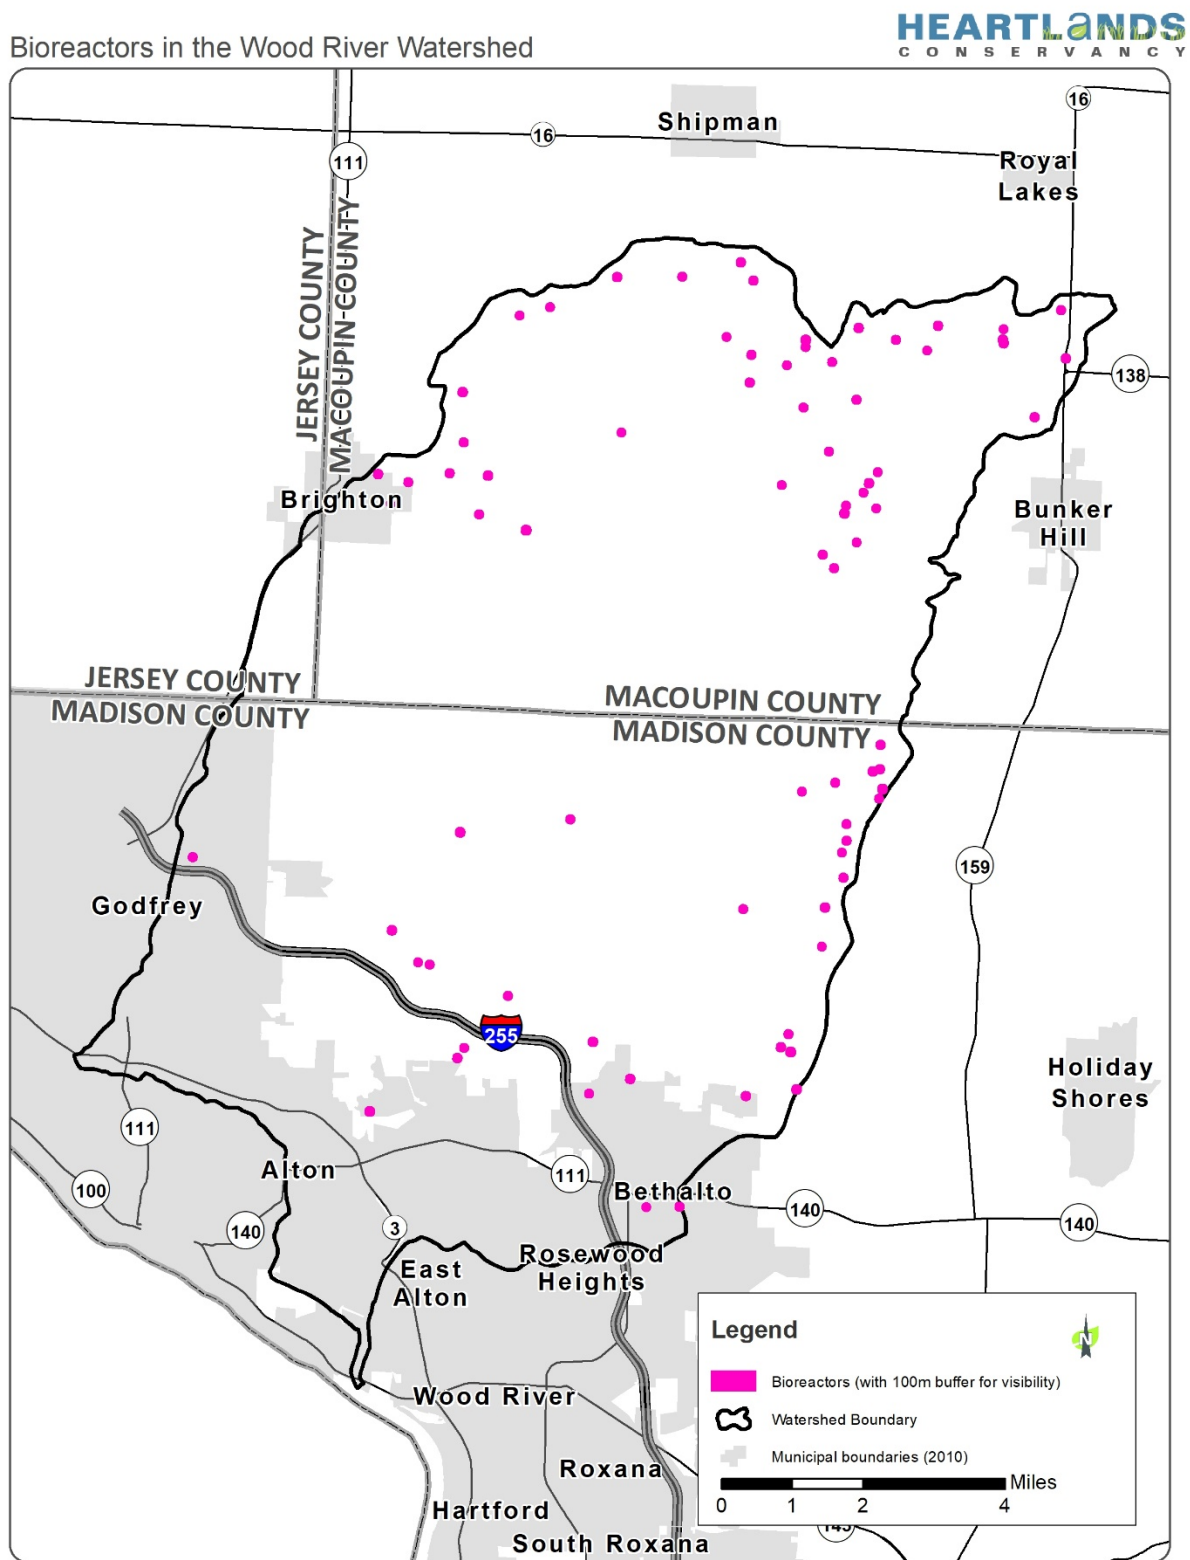 Bioreactors in the Wood River Watershed
HEARTLANDS
CONSERVANCY
16
Shipman
16
111
Royal
Lakes
JERSEY COUNTY
MACOUPIN COUNTY
138
Brighton
Bunker
Hill
JERSEY COUNTY
MADISON COUNTY
MACOUPIN COUNTY
MADISON COUNTY
159
Godfrey
255
Holiday
Shores
111
Alton
111
100
Bethalto
140
140
140
3
Rosewood
Heights
East
Alton
Wood River
Roxana
Hartford
South Roxana
Legend
N
Bioreactors (with 100m buffer for visibility)
Watershed Boundary
Municipal boundaries (2010)
Miles
0 1 2 4